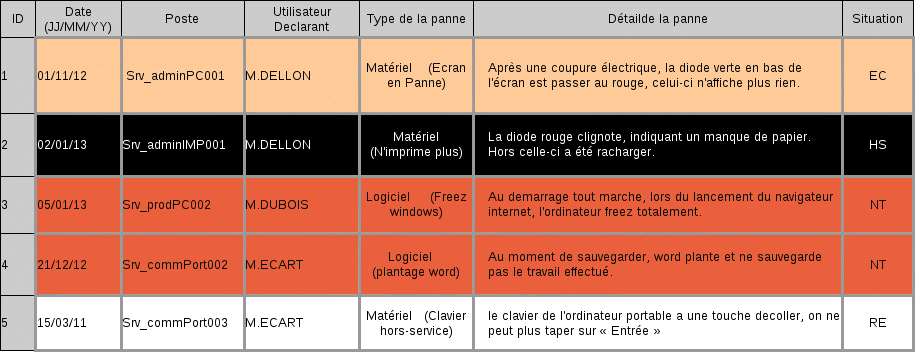 ID
Date
(JJ/MM/YY)
Poste
Utilisateur
Declarant
Type de la panne
Détailde la panne
Situation
1
01/11/12
Srv_adminPC001
M.DELLON
Matériel (Ecran
en Panne)
Après une coupure électrique, la diode verte en bas de
l'écran est passer au rouge, celui-ci n'affiche plus rien.
EC
2
02/01/13
Srv_adminIMP001
M.DELLON
Matériel
(N'imprime plus)
La diode rouge clignote, indiquant un manque de papier.
Hors celle-ci a été racharger.
HS
3
05/01/13
Srv_prodPC002
M.DUBOIS
Logiciel (Freez
windows)
Au demarrage tout marche, lors du lancement du navigateur
internet, l'ordinateur freez totalement.
NT
4
21/12/12
Srv_commPort002
M.ECART
Logiciel
(plantage word)
Au moment de sauvegarder, word plante et ne sauvegarde
pas le travail effectué.
NT
5
15/03/11
Srv_commPort003
M.ECART
Matériel (Clavier
hors-service)
le clavier de l'ordinateur portable a une touche decoller, on ne
peut plus taper sur « Entrée »
RE